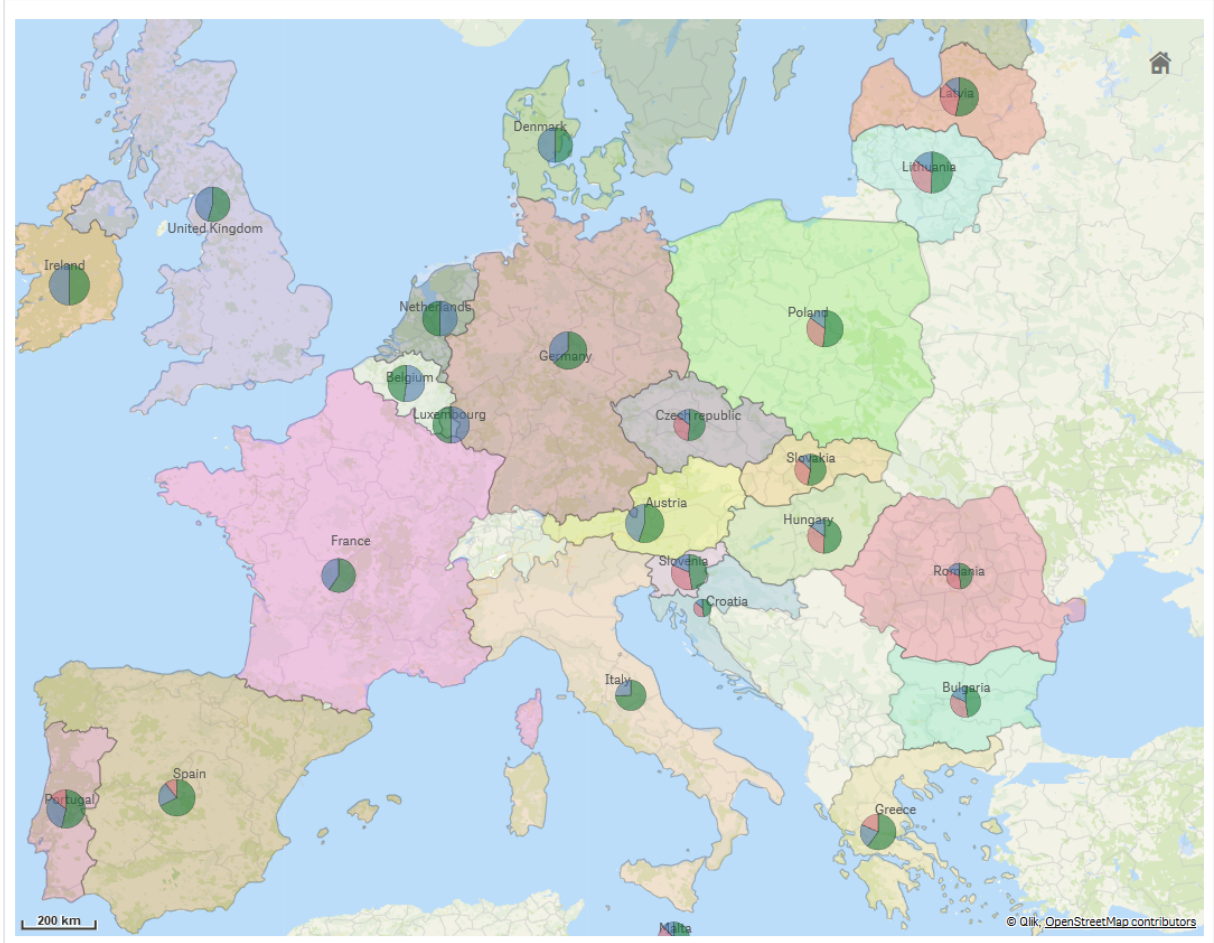 Latvia
Denmark
Lithuania
United Kingdom
Ireland
Netherlands
Poland
Germany
Belgium
Luxembourg
Czech republic
Slovakia
Austria
Hungary
France
Slovenia
Romania
Croatia
Italy
Bulgaria
Spain
Portugal
Greece
200 km
© Qlik, OpenStreetMap contributors
Malta